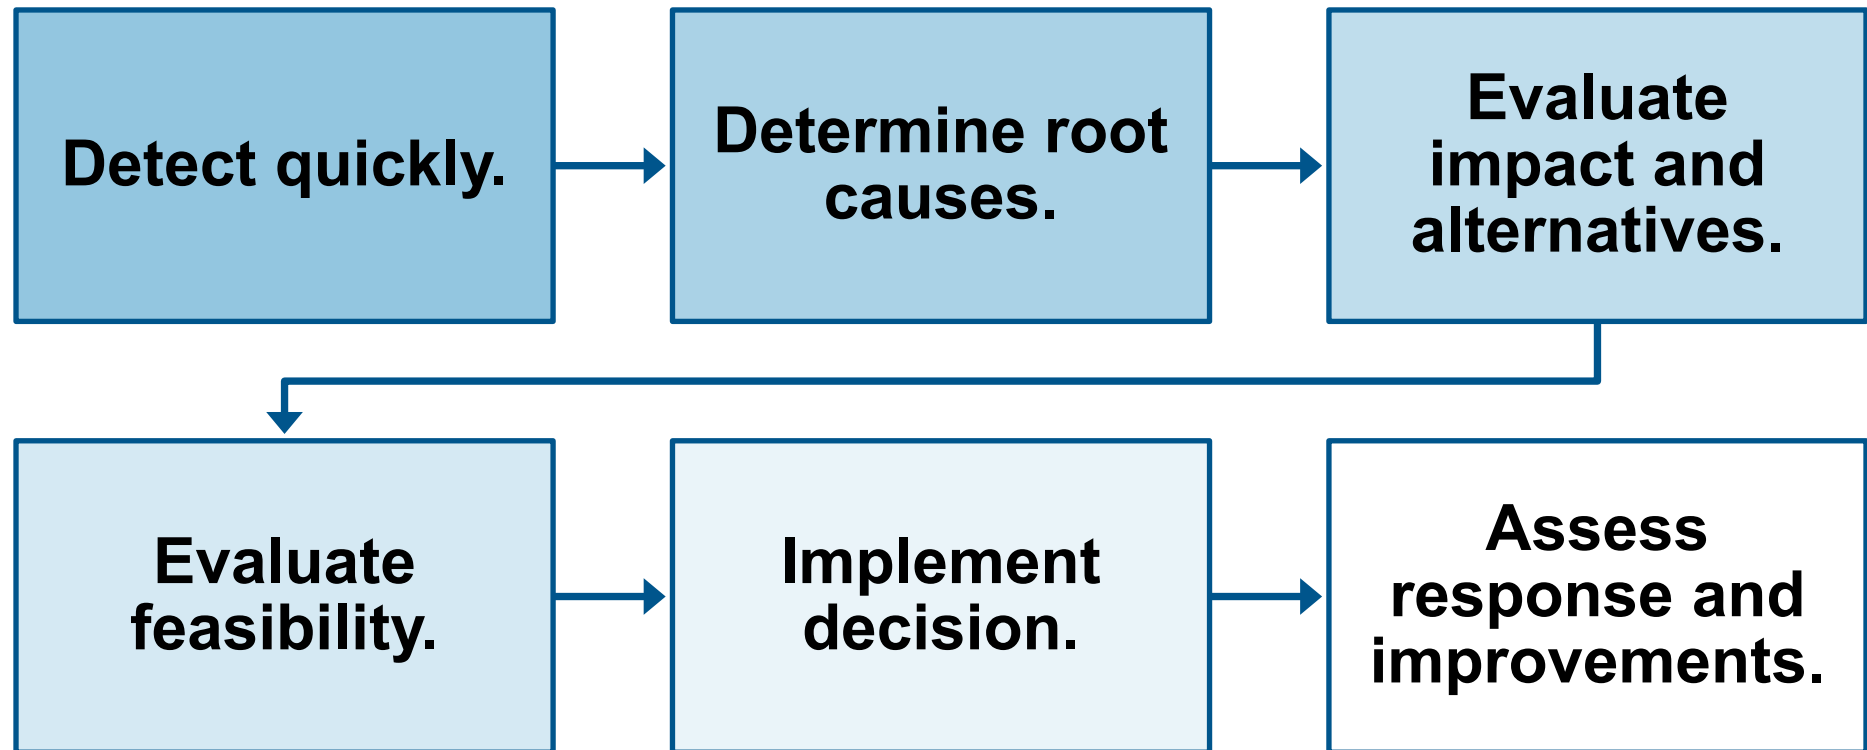 Detect quickly.
Determine root
causes.
Evaluate
impact and
alternatives.
Evaluate
feasibility.
Implement
decision.
Assess
response and
improvements.